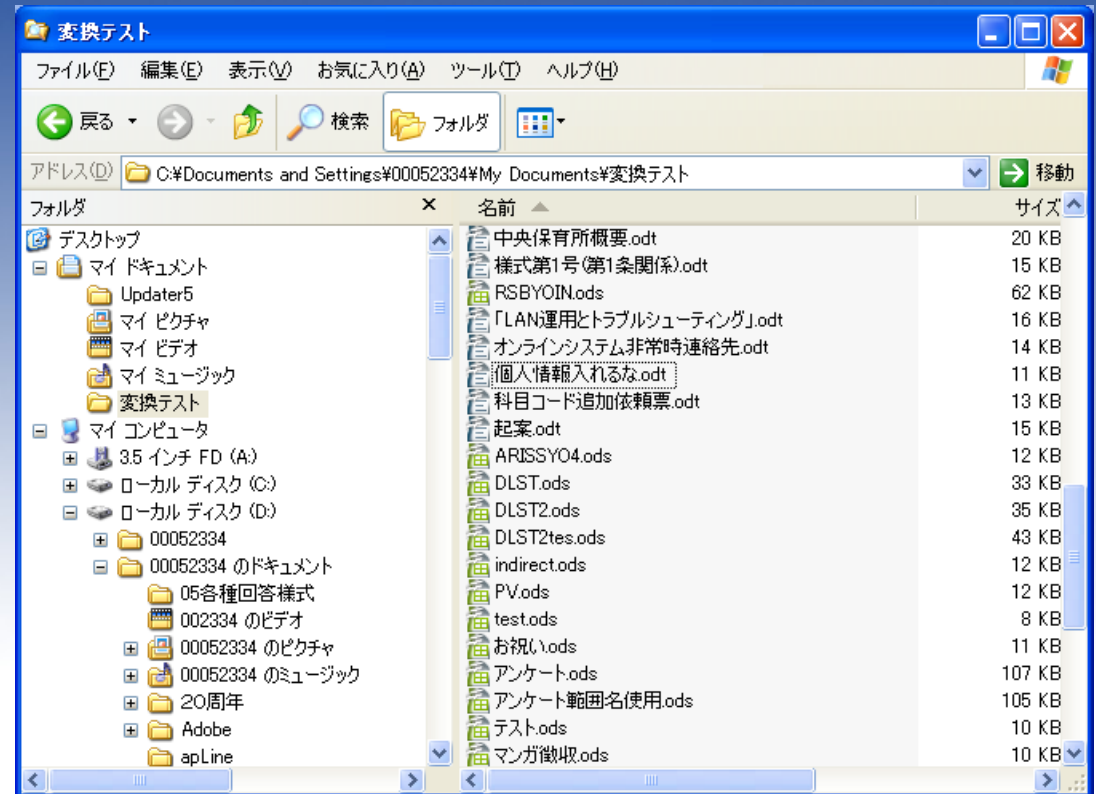 変換テスト
ファイル(F) 編集(E) 表示(V) お気に入り(A) ツール(T) ヘルプ(H)
戻る 検索 フォルダ
アドレス(D) C:¥Documents and Settings¥00052334¥My Documents¥変換テスト 移動
フォルダ × 名前 サイズ
デスクトップ
マイ ドキュメント
Updater5
マイ ピクチャ
マイ ビデオ
マイ ミュージック
変換テスト
マイ コンピュータ
3.5 インチ FD (A:)
ローカル ディスク (C:)
ローカル ディスク (D:)
00052334
00052334 のドキュメント
05各種回答様式
002334 のビデオ
00052334 のピクチャ
00052334 のミュージック
20周年
Adobe
apLine
中央保育所概要.odt 20 KB
様式第1号(第1条関係).odt 15 KB
RSBYOIN.ods 62 KB
「LAN運用とトラブルシューティング」.odt 16 KB
オンラインシステム非常時連絡先.odt 14 KB
個人情報入れるな.odt 11 KB
科目コード追加依頼票.odt 13 KB
起案.odt 15 KB
ARISSYO4.ods 12 KB
DLST.ods 33 KB
DLST2.ods 35 KB
DLST2tes.ods 43 KB
indirect.ods 12 KB
PV.ods 12 KB
test.ods 8 KB
お祝い.ods 11 KB
アンケート.ods 107 KB
アンケート範囲名使用.ods 105 KB
テスト.ods 10 KB
マンガ徴収.ods 10 KB